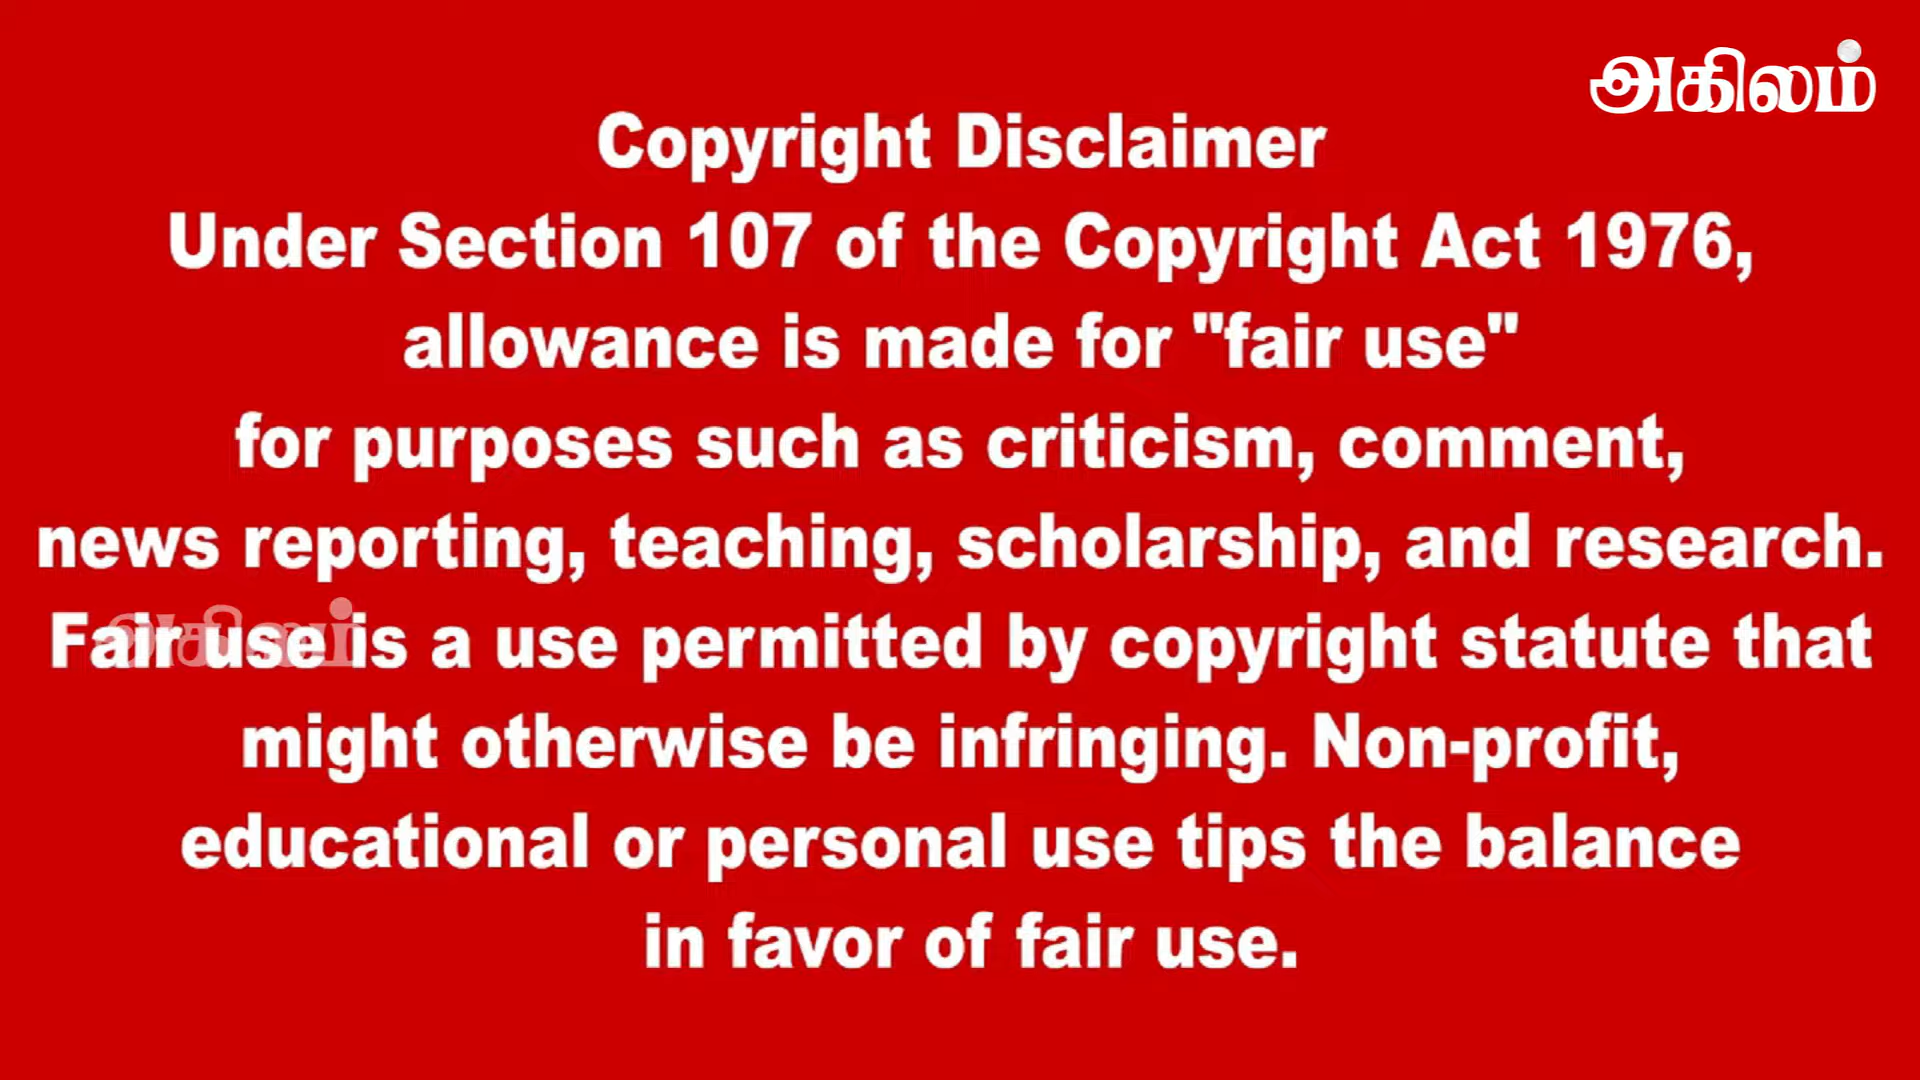 அகிலம்
Copyright Disclaimer
Under Section 107 of the Copyright Act 1976,
allowance is made for "fair use"
for purposes such as criticism, comment,
news reporting, teaching, scholarship, and research.
Fair use is a use permitted by copyright statute that
அகிலம்
might otherwise be infringing. Non-profit,
educational or personal use tips the balance
in favor of fair use.